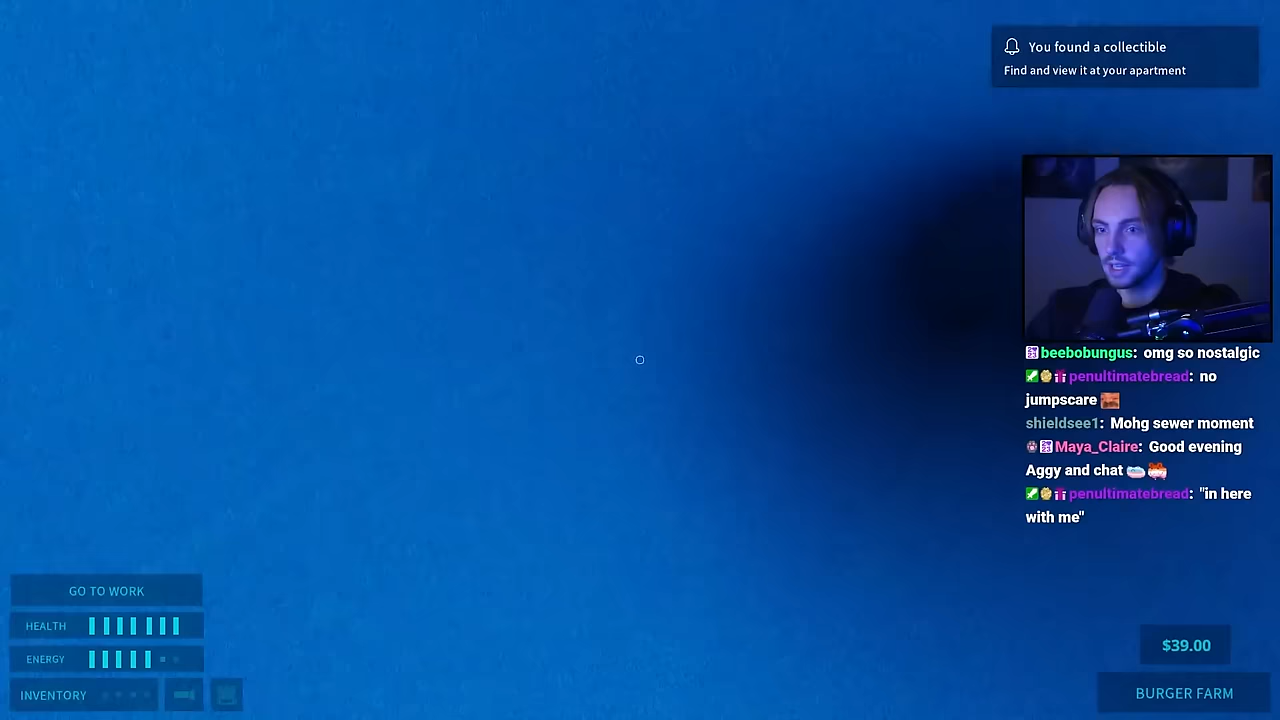 You found a collectible
Find and view it at your apartment
beebobungus: omg so nostalgic
penultimatebread: no
jumpscare
shieldsee1: Mohg sewer moment
Maya_Claire: Good evening
Aggy and chat
penultimatebread: "in here
with me"
GO TO WORK
HEALTH
ENERGY
INVENTORY
$39.00
BURGER FARM